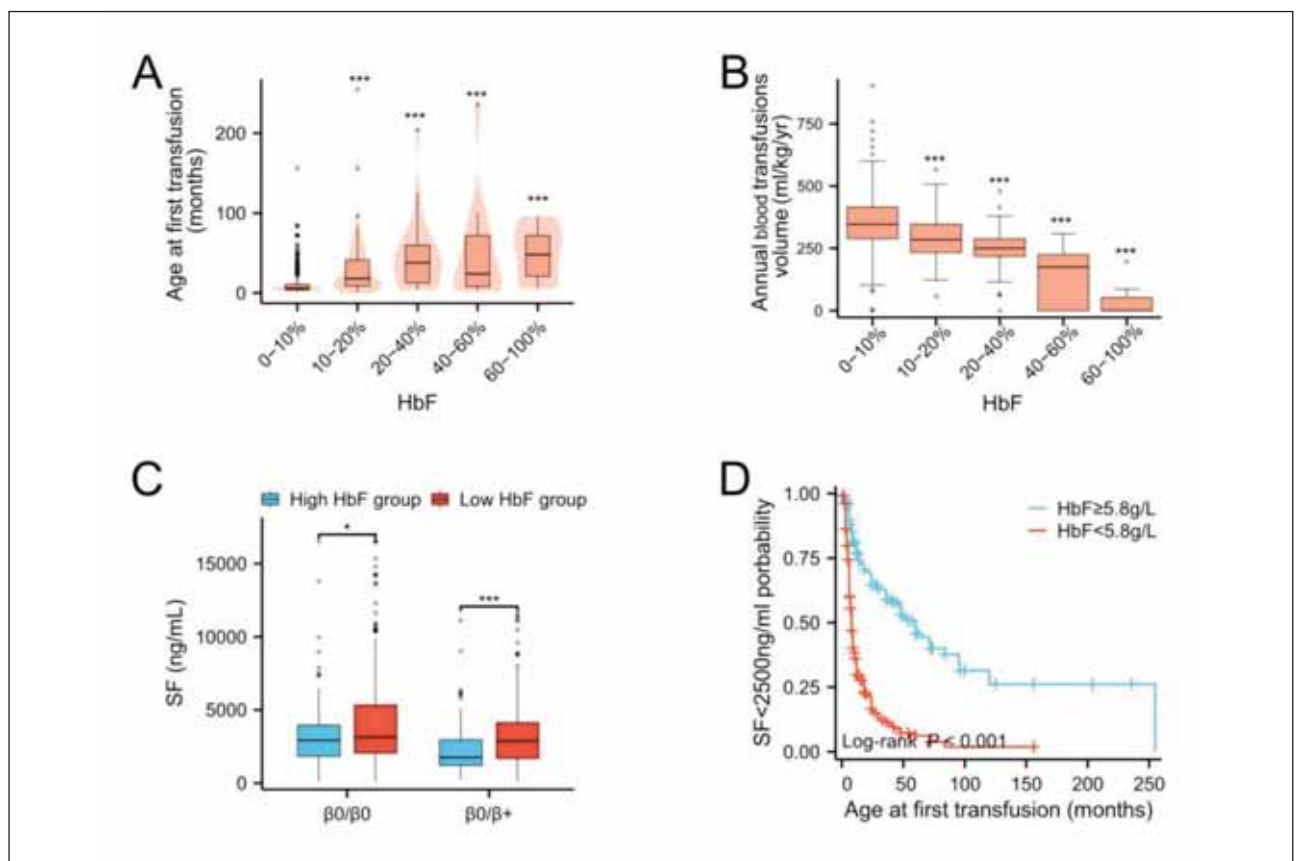 A
Age at first transfusion
(months)
200
100
0
***
***
***
***
0–10%
10–20%
20–40%
40–60%
60–100%
HbF
B
Annual blood transfusions
volume (ml/kg/yr)
750
500
250
0
***
***
***
***
0–10%
10–20%
20–40%
40–60%
60–100%
HbF
C
High HbF group
Low HbF group
SF (ng/mL)
15000
10000
5000
0
*
***
β0/β0
β0/β+
D
SF<2500ng/ml porbability
1.00
0.75
0.50
0.25
0.00
HbF≥5.8g/L
HbF<5.8g/L
Log-rank P < 0.001
0
50
100
150
200
250
Age at first transfusion (months)